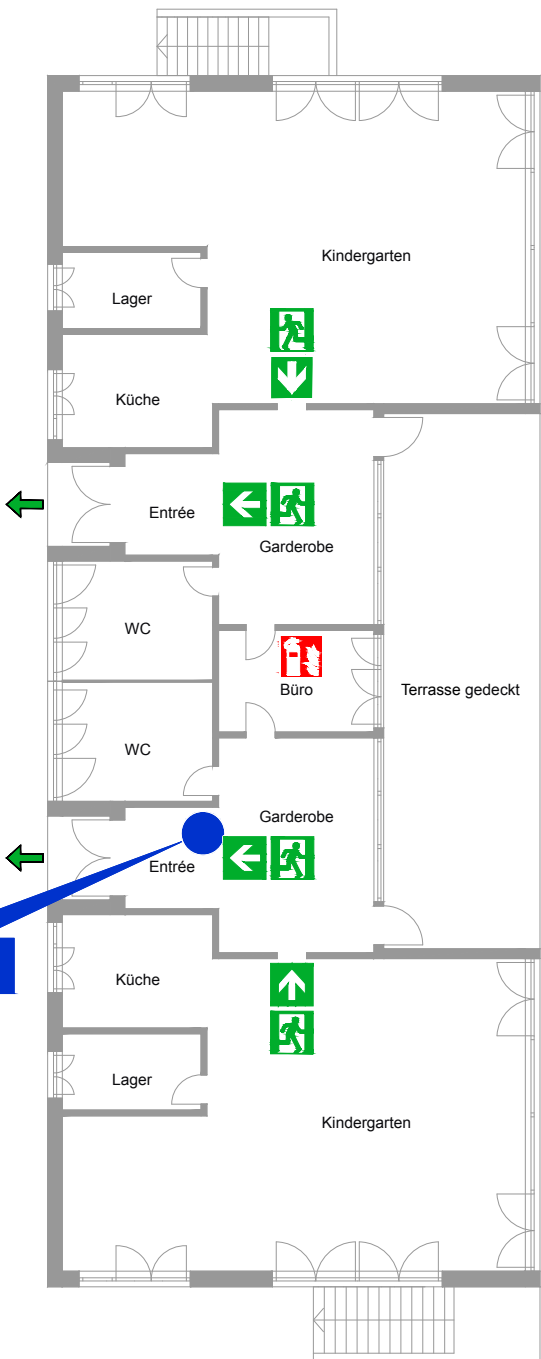 Kindergarten
Lager
Küche
Entrée
Garderobe
WC
Büro
Terrasse gedeckt
WC
Garderobe
Entrée
Küche
Lager
Kindergarten